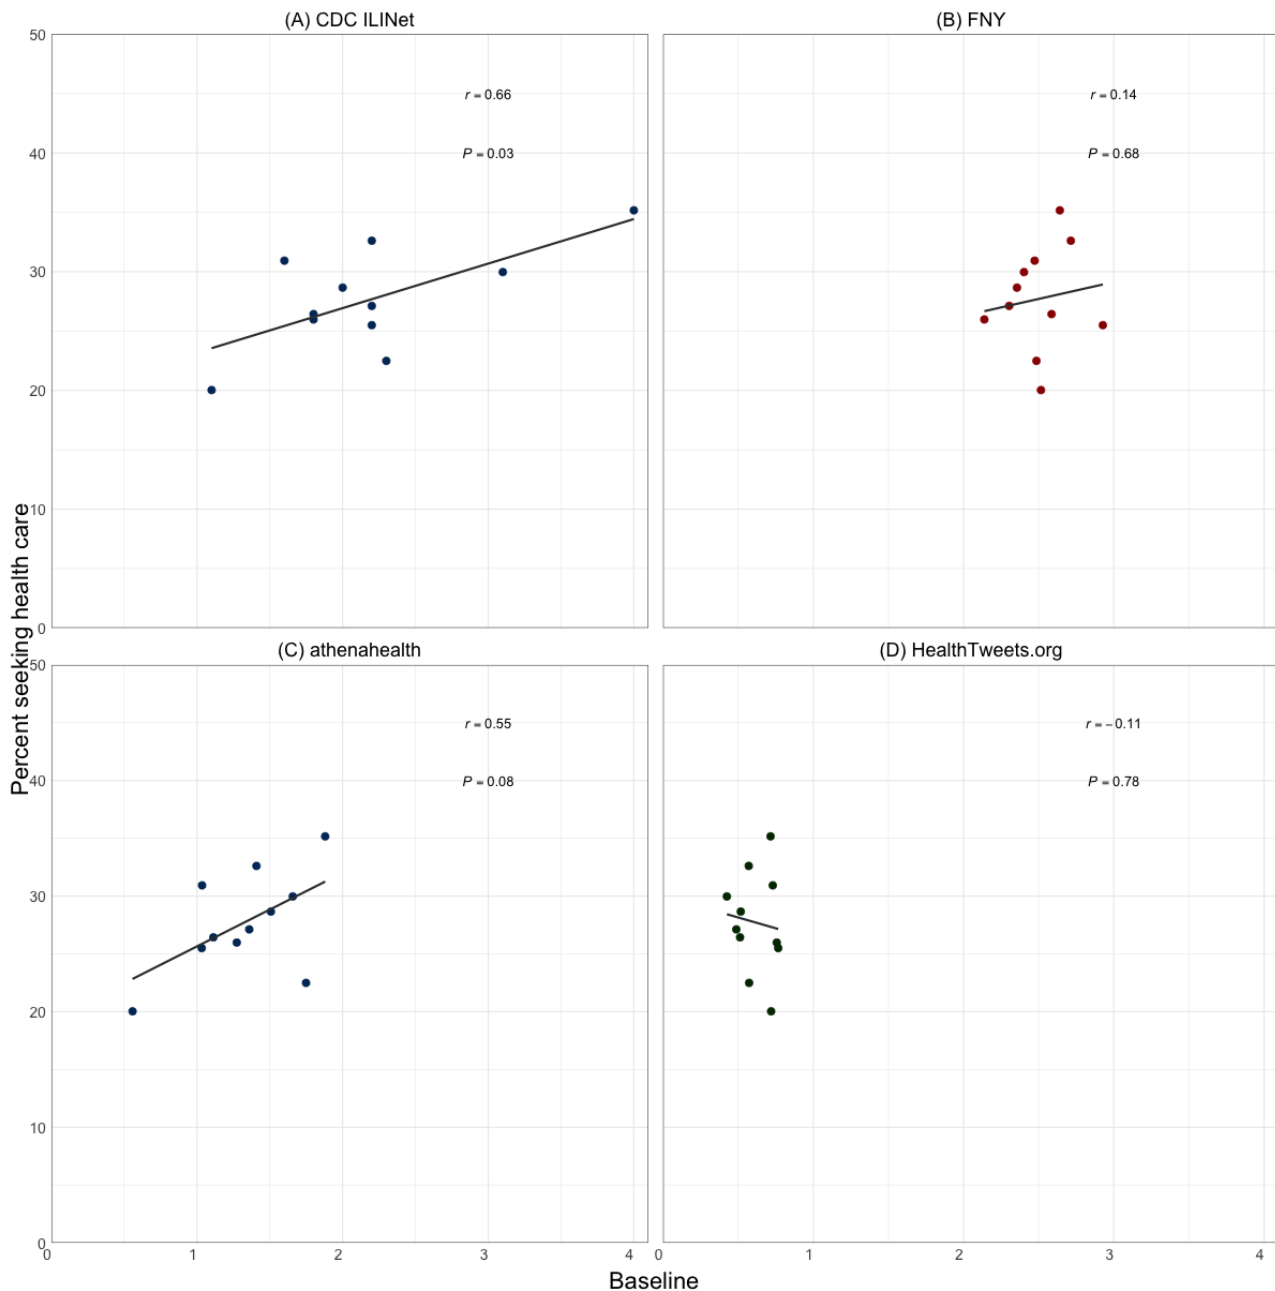 (A) CDC ILINet
(B) FNY
50
r = 0.66
r = 0.14
40
P = 0.03
P = 0.68
30
20
10
0
Percent seeking health care
(C) athenahealth
(D) HealthTweets.org
50
r = 0.55
r = −0.11
40
P = 0.08
P = 0.78
30
20
10
0
0 1 2 3 4 0 1 2 3 4
Baseline